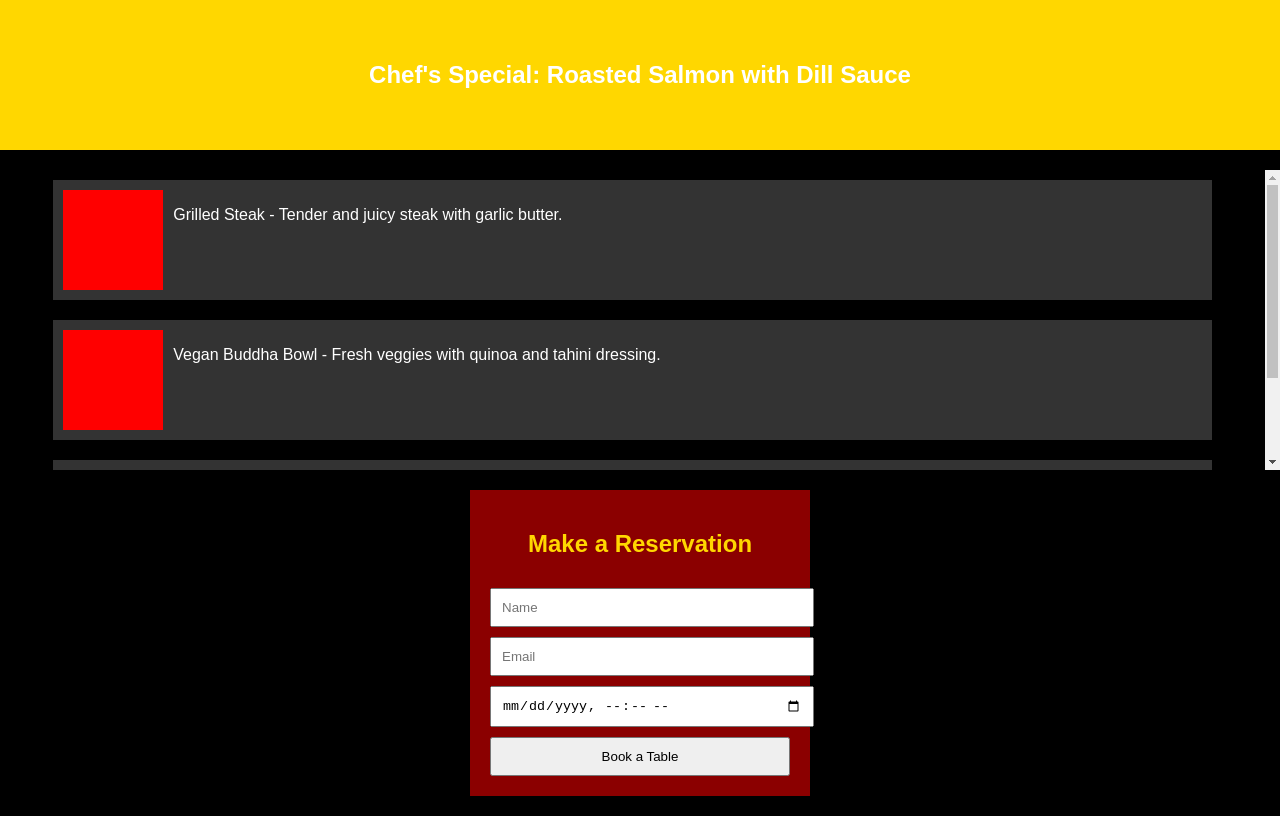 Chef's Special: Roasted Salmon with Dill Sauce
Grilled Steak - Tender and juicy steak with garlic butter.
Vegan Buddha Bowl - Fresh veggies with quinoa and tahini dressing.
Make a Reservation
Name
Email
mm/dd/yyyy, --:-- --
Book a Table